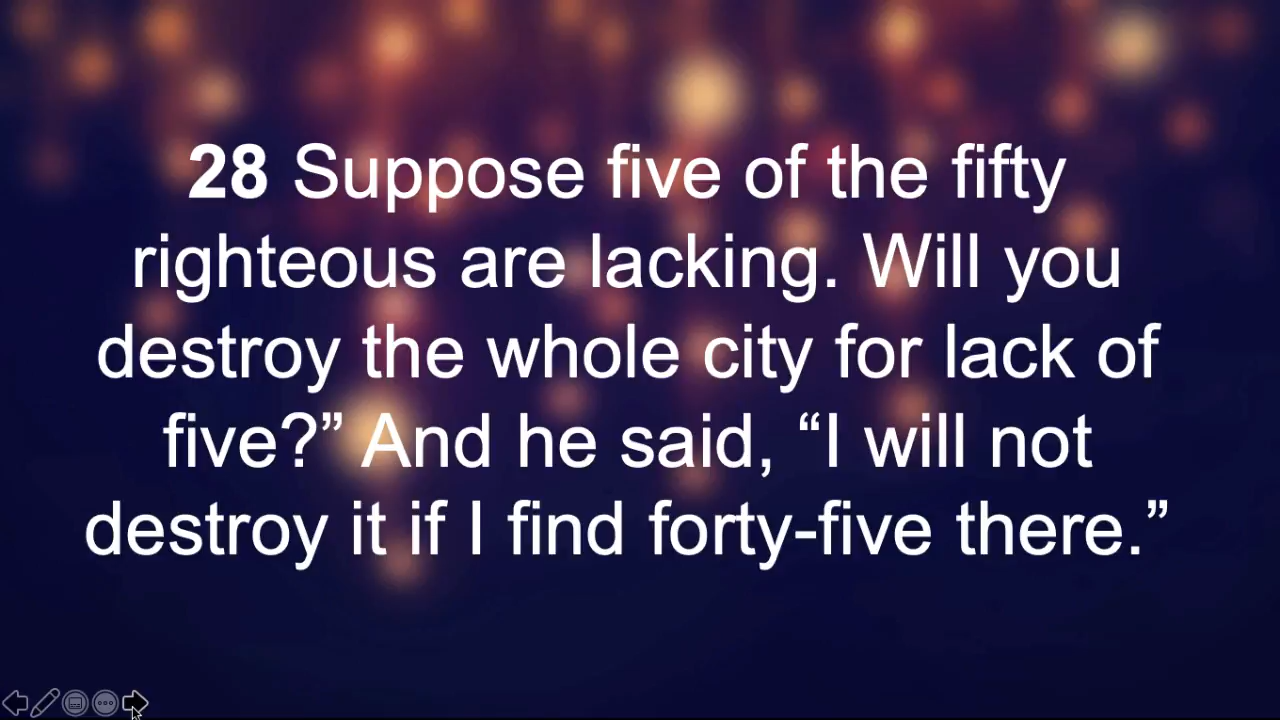 28 Suppose five of the fifty
righteous are lacking. Will you
destroy the whole city for lack of
five?” And he said, “I will not
destroy it if I find forty-five there.”